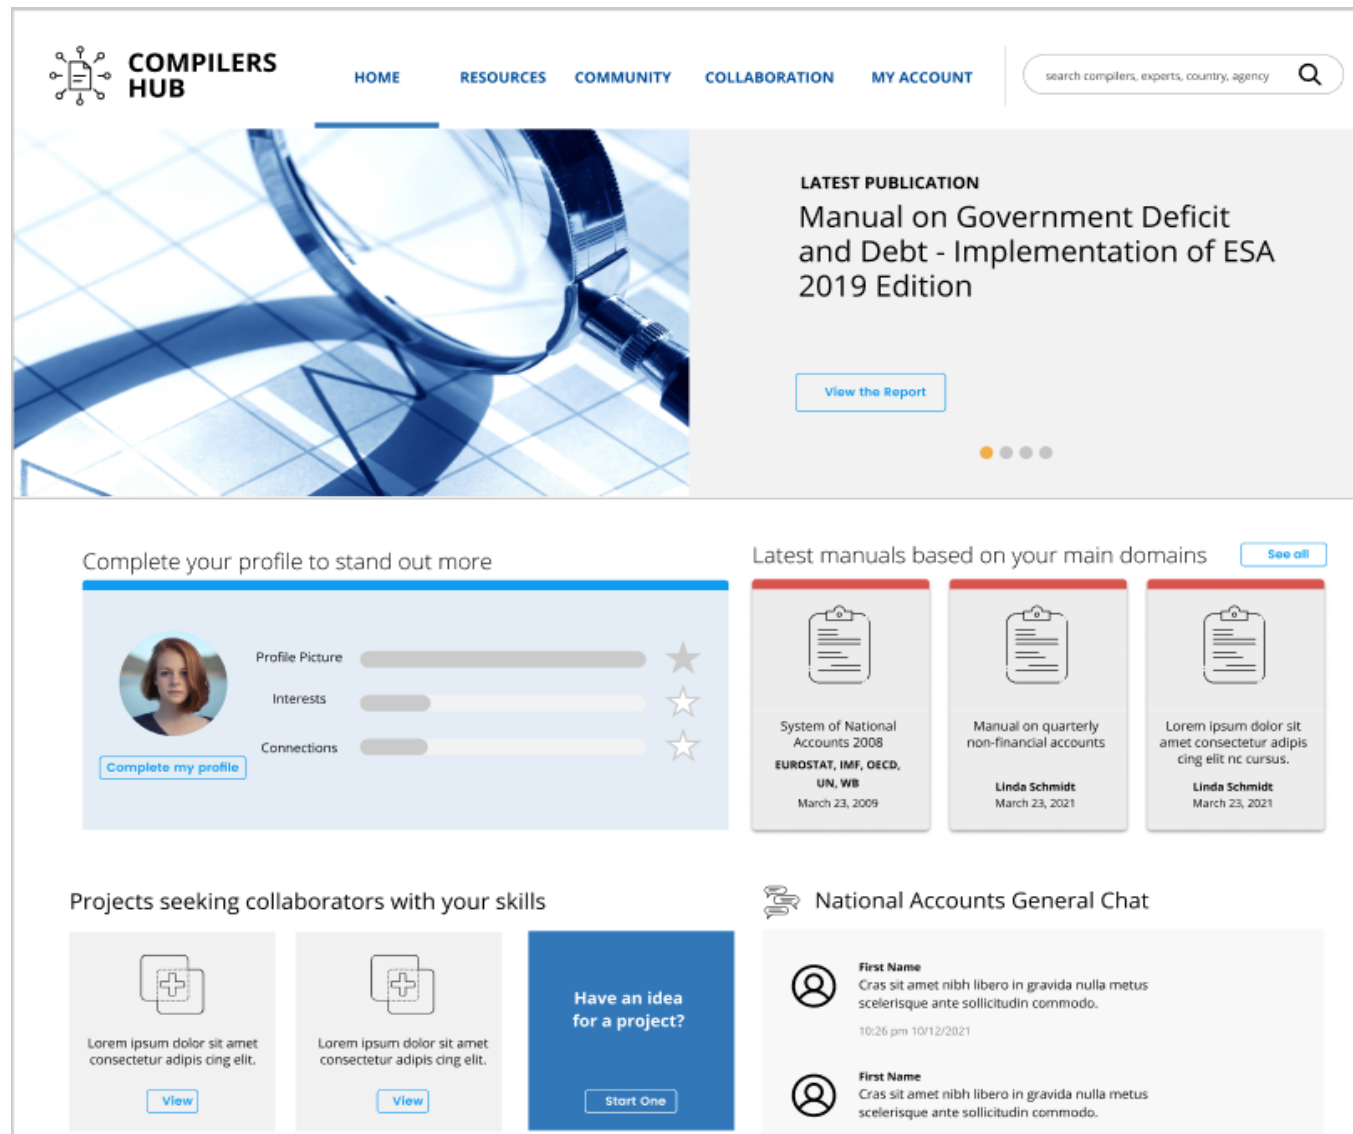 COMPILERS
HUB
HOME
RESOURCES
COMMUNITY
COLLABORATION
MY ACCOUNT
search compilers, experts, country, agency
LATEST PUBLICATION
Manual on Government Deficit
and Debt - Implementation of ESA
2019 Edition
View the Report
Complete your profile to stand out more
Profile Picture
Interests
Connections
Complete my profile
Latest manuals based on your main domains
See all
System of National
Accounts 2008
EUROSTAT, IMF, OECD,
UN, WB
March 23, 2009
Manual on quarterly
non-financial accounts
Linda Schmidt
March 23, 2021
Lorem ipsum dolor sit
amet consectetur adipis
cing elit nc cursus.
Linda Schmidt
March 23, 2021
Projects seeking collaborators with your skills
Lorem ipsum dolor sit amet
consectetur adipis cing elit.
View
Lorem ipsum dolor sit amet
consectetur adipis cing elit.
View
Have an idea
for a project?
Start One
National Accounts General Chat
First Name
Cras sit amet nibh libero in gravida nulla metus
scelerisque ante sollicitudin commodo.
10:26 pm 10/12/2021
First Name
Cras sit amet nibh libero in gravida nulla metus
scelerisque ante sollicitudin commodo.